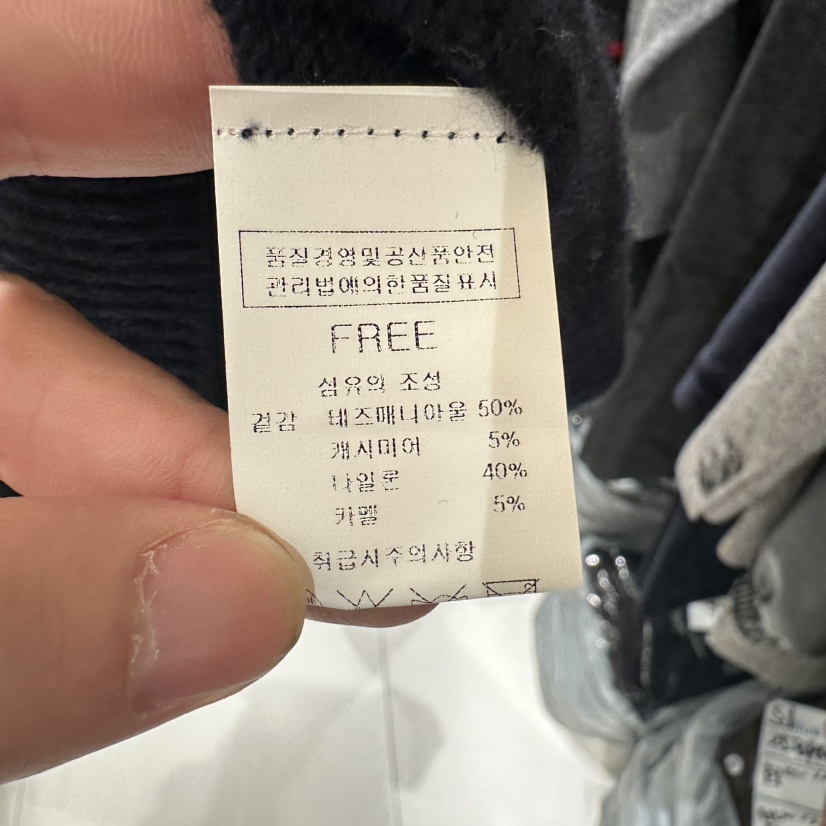 품질경영및공산품안전
관리법에의한품질표시
FREE
섬유의 조성
겉감 테즈매니아울 50%
캐시미어 5%
나일론 40%
카멜 5%
취급시주의사항